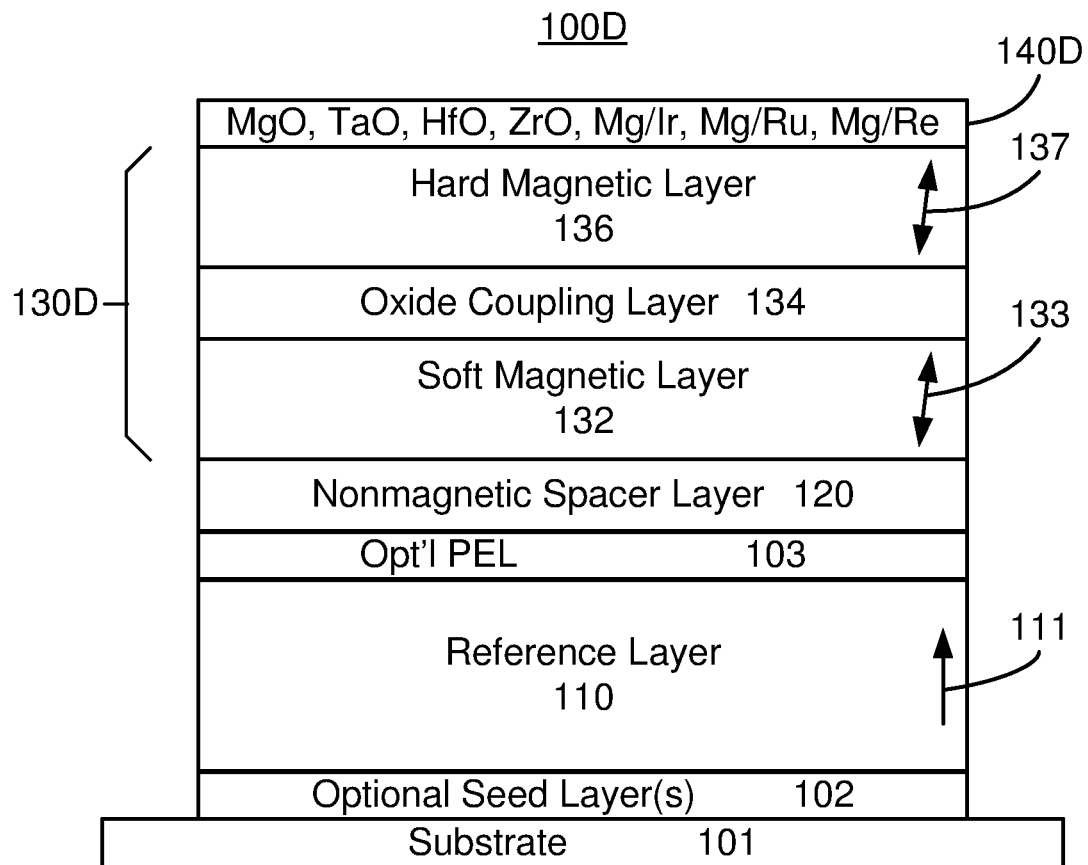 100D
140D
MgO, TaO, HfO, ZrO, Mg/Ir, Mg/Ru, Mg/Re
137
Hard Magnetic Layer
136
130D
Oxide Coupling Layer 134
133
Soft Magnetic Layer
132
Nonmagnetic Spacer Layer 120
Opt'l PEL 103
111
Reference Layer
110
Optional Seed Layer(s) 102
Substrate 101